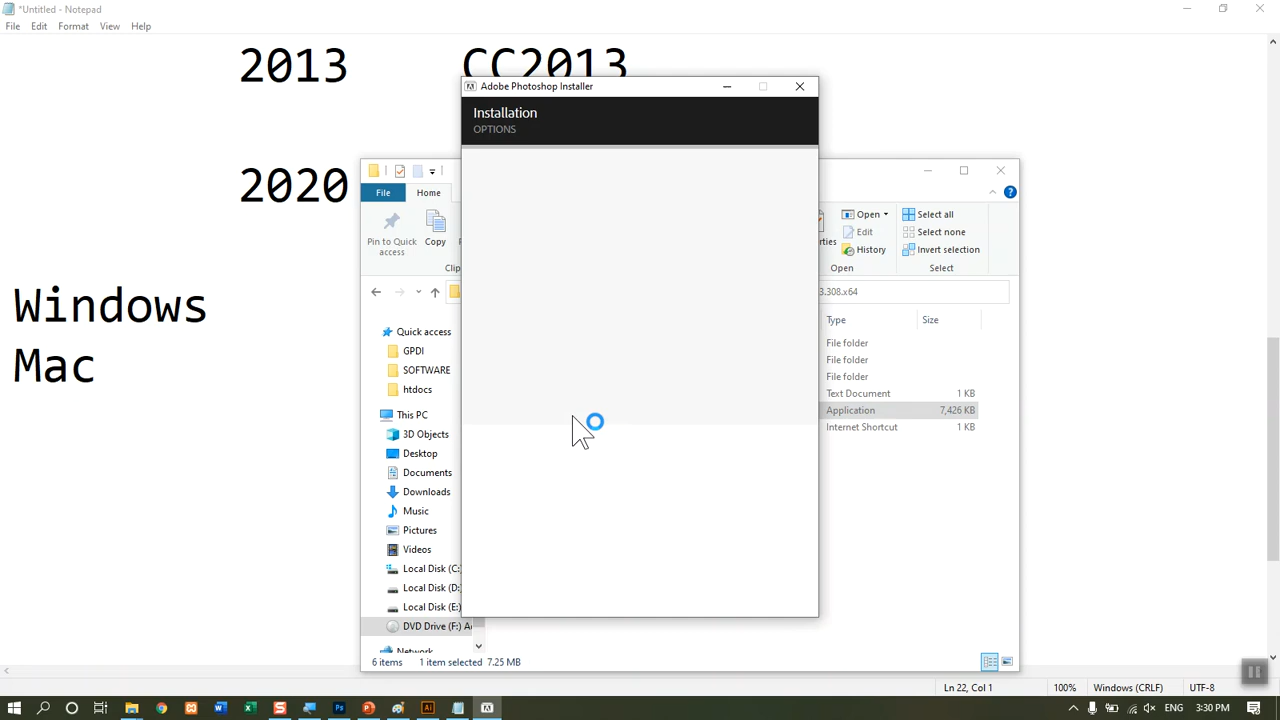 *Untitled - Notepad
File Edit Format View Help
2013 CC2013
2020
Windows
Mac
Adobe Photoshop Installer
Installation
OPTIONS
File Home
Pin to Quick
access
Copy
Clip
Open
Edit
History
Open
Select all
Select none
Invert selection
Select
3.308.x64
Quick access
GPDI
SOFTWARE
htdocs
This PC
3D Objects
Desktop
Documents
Downloads
Music
Pictures
Videos
Local Disk (C:
Local Disk (D:
Local Disk (E:)
DVD Drive (F:) A
Network
Type Size
File folder
File folder
File folder
Text Document 1 KB
Application 7,426 KB
Internet Shortcut 1 KB
6 items 1 item selected 7.25 MB
Ln 22, Col 1 100% Windows (CRLF) UTF-8
ENG 3:30 PM